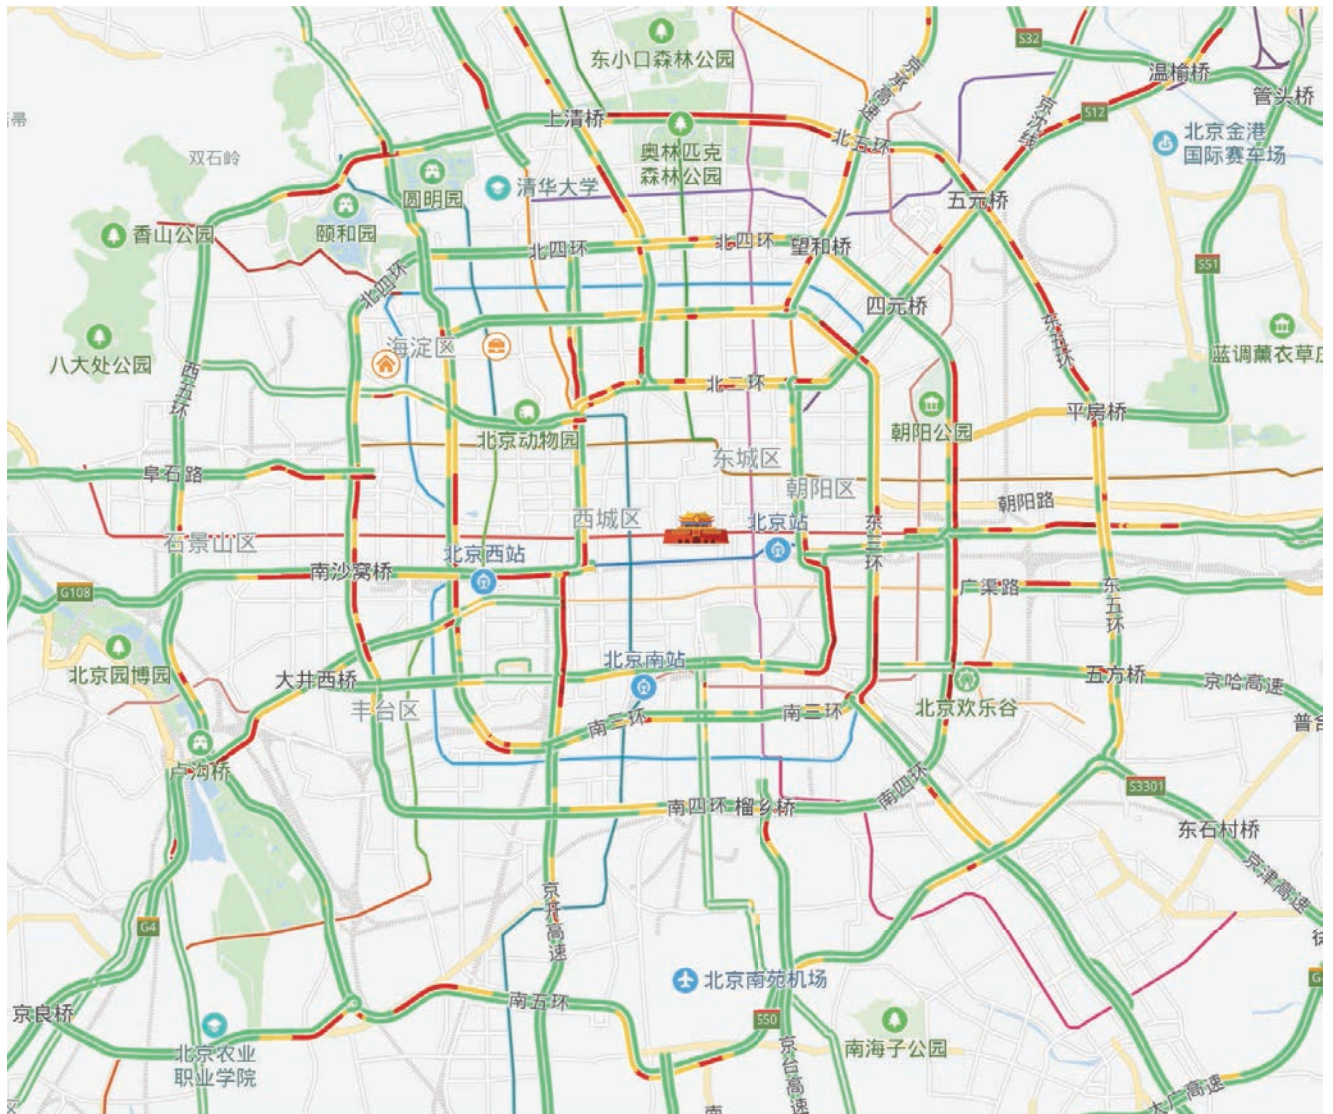 东小口森林公园
S32
温榆桥
京承高速
管头桥
S12
京沈线
上清桥
北五环
北京金港
国际赛车场
双石岭
奥林匹克
森林公园
清华大学
圆明园
五元桥
香山公园
颐和园
北四环
北四环
望和桥
S51
北四环
四元桥
海淀区
东五环
八大处公园
蓝调薰衣草庄
西五环
北二环
平房桥
北京动物园
朝阳公园
东城区
阜石路
朝阳区
朝阳路
西城区
北京站
石景山区
北京西站
东三环
南沙窝桥
G108
广渠路
东五环
北京园博园
大井西桥
北京南站
五方桥
京哈高速
丰台区
南三环
南三环
北京欢乐谷
卢沟桥
南四环
S3301
南四环
榴乡桥
东石村桥
京津高速
京开高速
G4
北京南苑机场
京良桥
南五环
S50
南海子公园
北京农业
职业学院
京台高速
大广高速
南